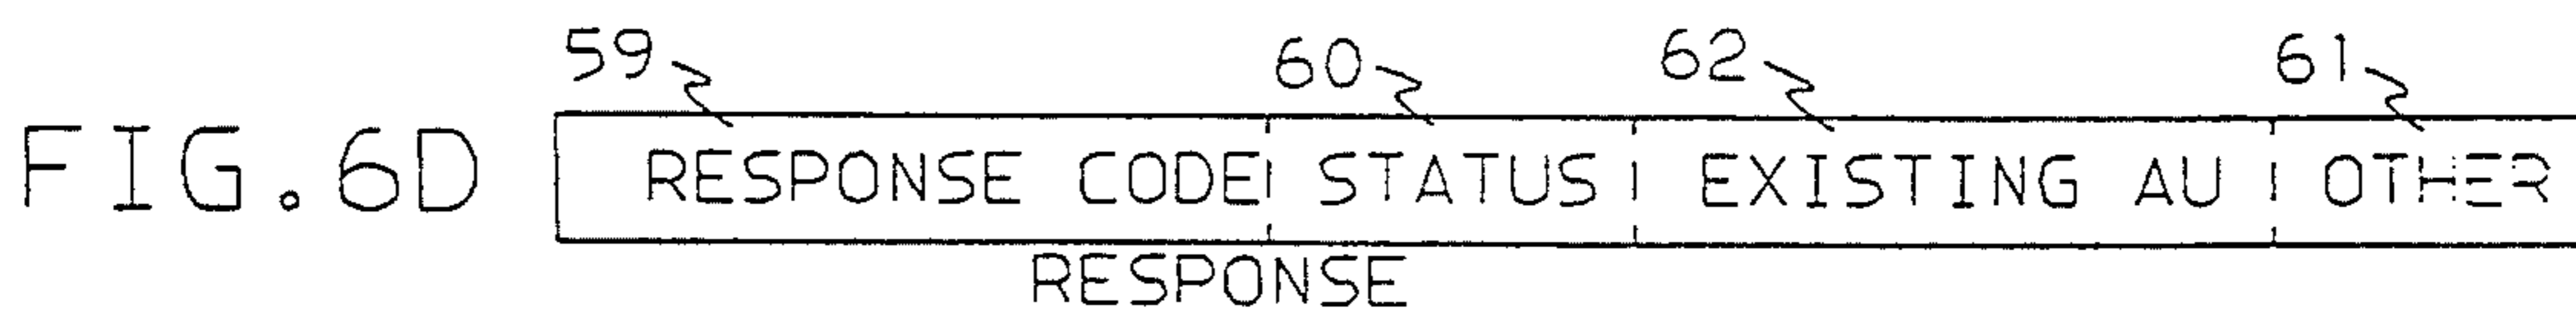 59 60 62 61
FIG.6D RESPONSE CODE STATUS EXISTING AU OTHER
RESPONSE